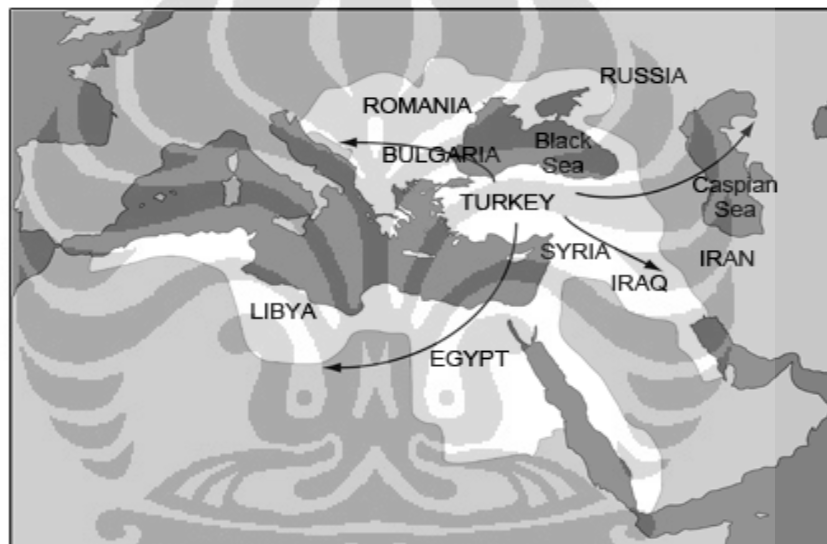 RUSSIA
ROMANIA
Black
Sea
BULGARIA
Caspian
Sea
TURKEY
SYRIA
IRAN
IRAQ
LIBYA
EGYPT